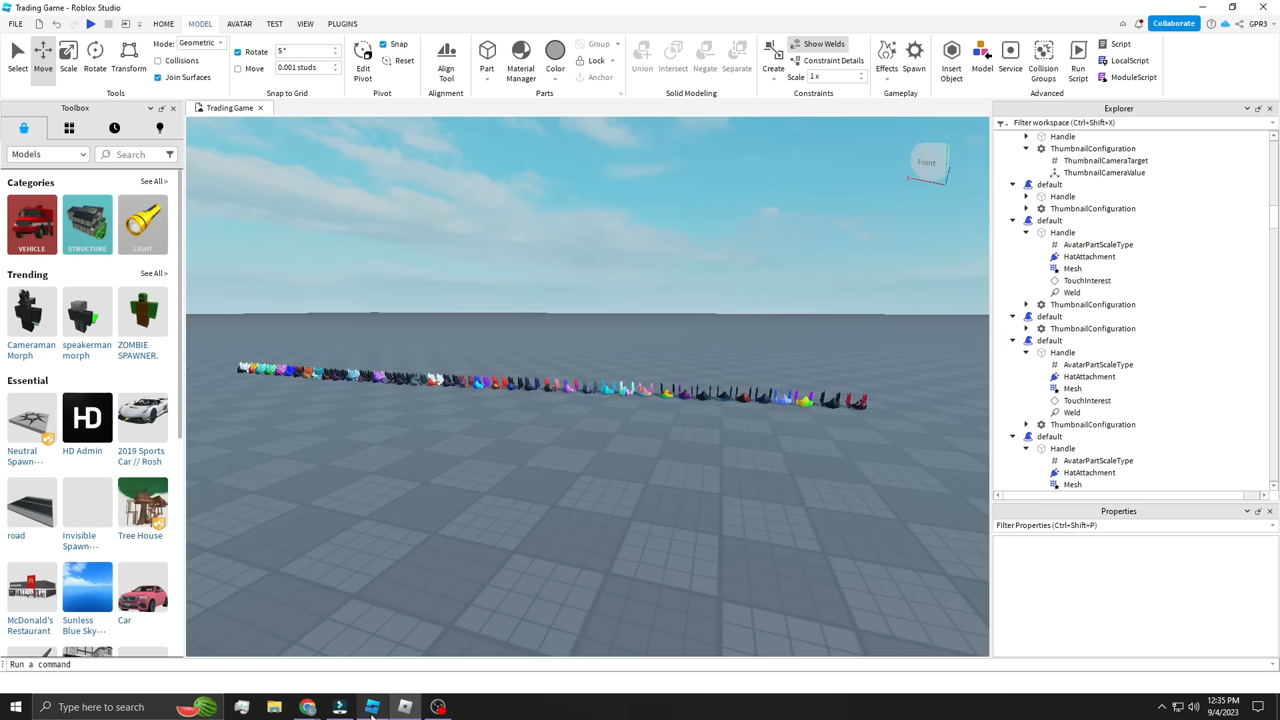 Trading Game - Roblox Studio
FILE HOME MODEL AVATAR TEST VIEW PLUGINS Collaborate GPR3
Select Move Scale Rotate Transform
Mode: Geometric
Collisions
Join Surfaces
Tools
Rotate 5 °
Move 0.001 studs
Snap to Grid
Edit Pivot
Snap
Reset
Pivot
Align Tool
Alignment
Part Material Manager Color
Group
Lock
Anchor
Parts
Union Intersect Negate Separate
Solid Modeling
Create
Show Welds
Constraint Details
Scale 1 x
Constraints
Effects Spawn
Gameplay
Insert Object Model Service Collision Groups Run Script
Script
LocalScript
ModuleScript
Advanced
Toolbox
Models Search
Categories See All >
VEHICLE STRUCTURE LIGHT
Trending See All >
Cameraman Morph
speakerman morph
ZOMBIE SPAWNER.
Essential See All >
HD
Neutral Spawn···
HD Admin
2019 Sports Car // Rosh
road
Invisible Spawn···
Tree House
McDonald's Restaurant
Sunless Blue Sky···
Car
Trading Game
Front
X
Explorer
Filter workspace (Ctrl+Shift+X)
Handle
ThumbnailConfiguration
ThumbnailCameraTarget
ThumbnailCameraValue
default
Handle
ThumbnailConfiguration
default
Handle
AvatarPartScaleType
HatAttachment
Mesh
TouchInterest
Weld
ThumbnailConfiguration
default
ThumbnailConfiguration
default
Handle
AvatarPartScaleType
HatAttachment
Mesh
TouchInterest
Weld
ThumbnailConfiguration
default
Handle
AvatarPartScaleType
HatAttachment
Mesh
Properties
Filter Properties (Ctrl+Shift+P)
Run a command
Type here to search
12:35 PM
9/4/2023